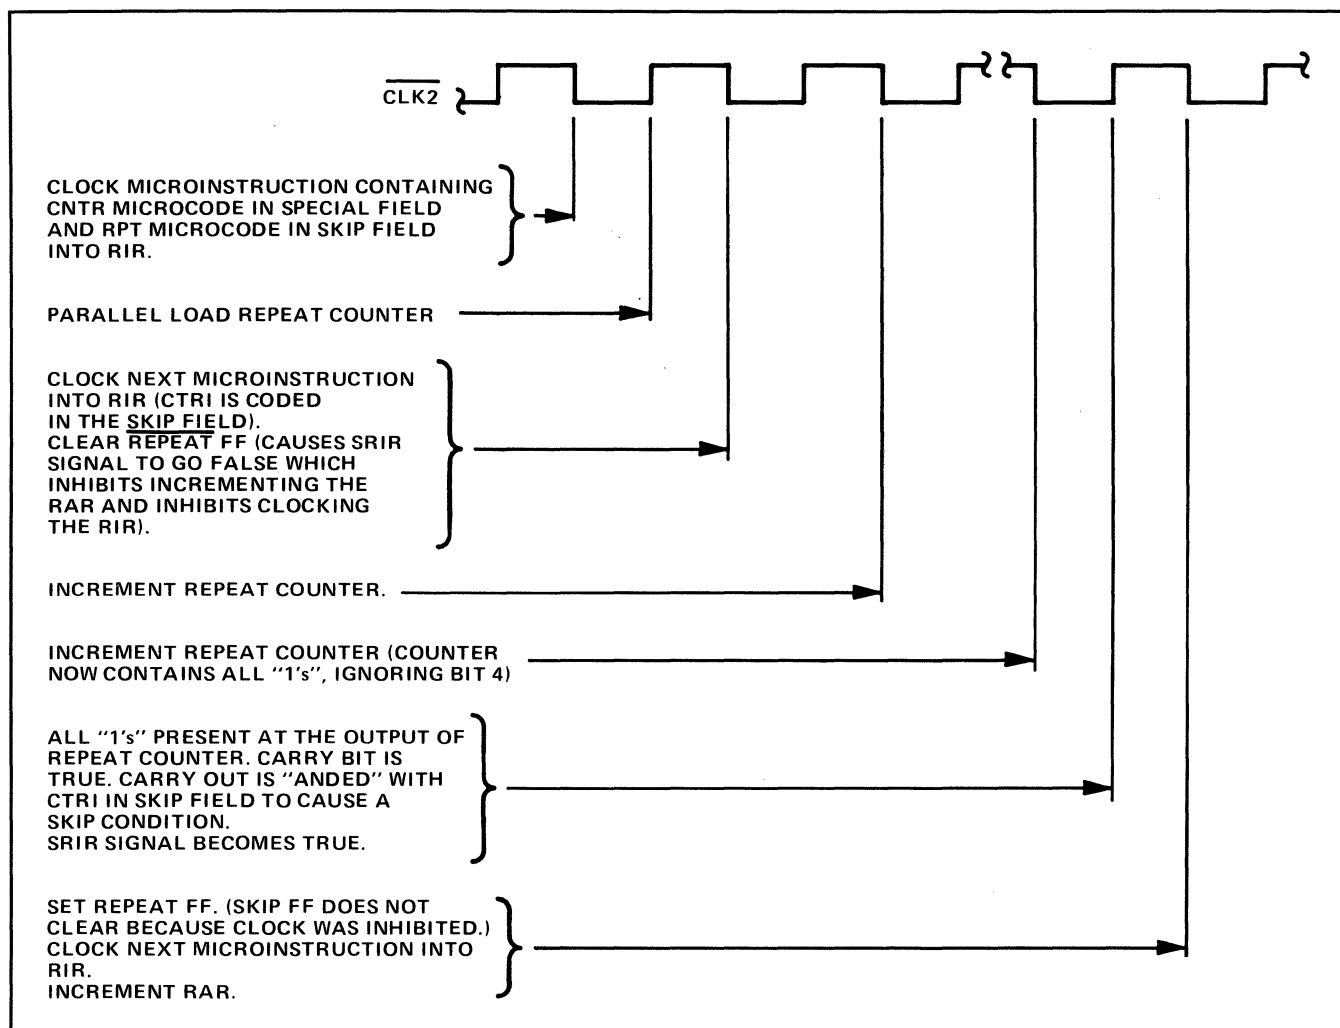 CLK2
CLOCK MICROINSTRUCTION CONTAINING
CNTR MICROCODE IN SPECIAL FIELD
AND RPT MICROCODE IN SKIP FIELD
INTO RIR.
PARALLEL LOAD REPEAT COUNTER
CLOCK NEXT MICROINSTRUCTION
INTO RIR (CTRI IS CODED
IN THE SKIP FIELD).
CLEAR REPEAT FF (CAUSES SRIR
SIGNAL TO GO FALSE WHICH
INHIBITS INCREMENTING THE
RAR AND INHIBITS CLOCKING
THE RIR).
INCREMENT REPEAT COUNTER.
INCREMENT REPEAT COUNTER (COUNTER
NOW CONTAINS ALL "1's", IGNORING BIT 4)
ALL "1's" PRESENT AT THE OUTPUT OF
REPEAT COUNTER. CARRY BIT IS
TRUE. CARRY OUT IS "ANDED" WITH
CTRI IN SKIP FIELD TO CAUSE A
SKIP CONDITION.
SRIR SIGNAL BECOMES TRUE.
SET REPEAT FF. (SKIP FF DOES NOT
CLEAR BECAUSE CLOCK WAS INHIBITED.)
CLOCK NEXT MICROINSTRUCTION INTO
RIR.
INCREMENT RAR.